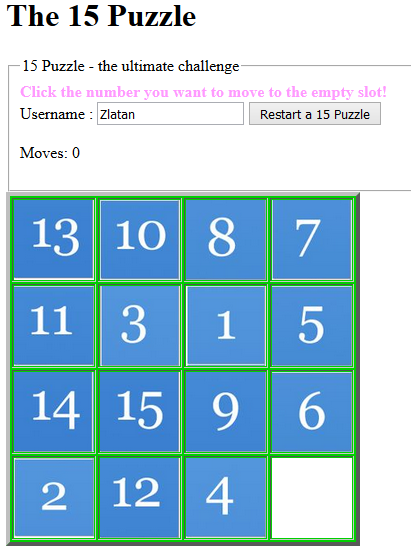 The 15 Puzzle
15 Puzzle - the ultimate challenge
Click the number you want to move to the empty slot!
Username : Zlatan Restart a 15 Puzzle
Moves: 0
13 10 8 7
11 3 1 5
14 15 9 6
2 12 4